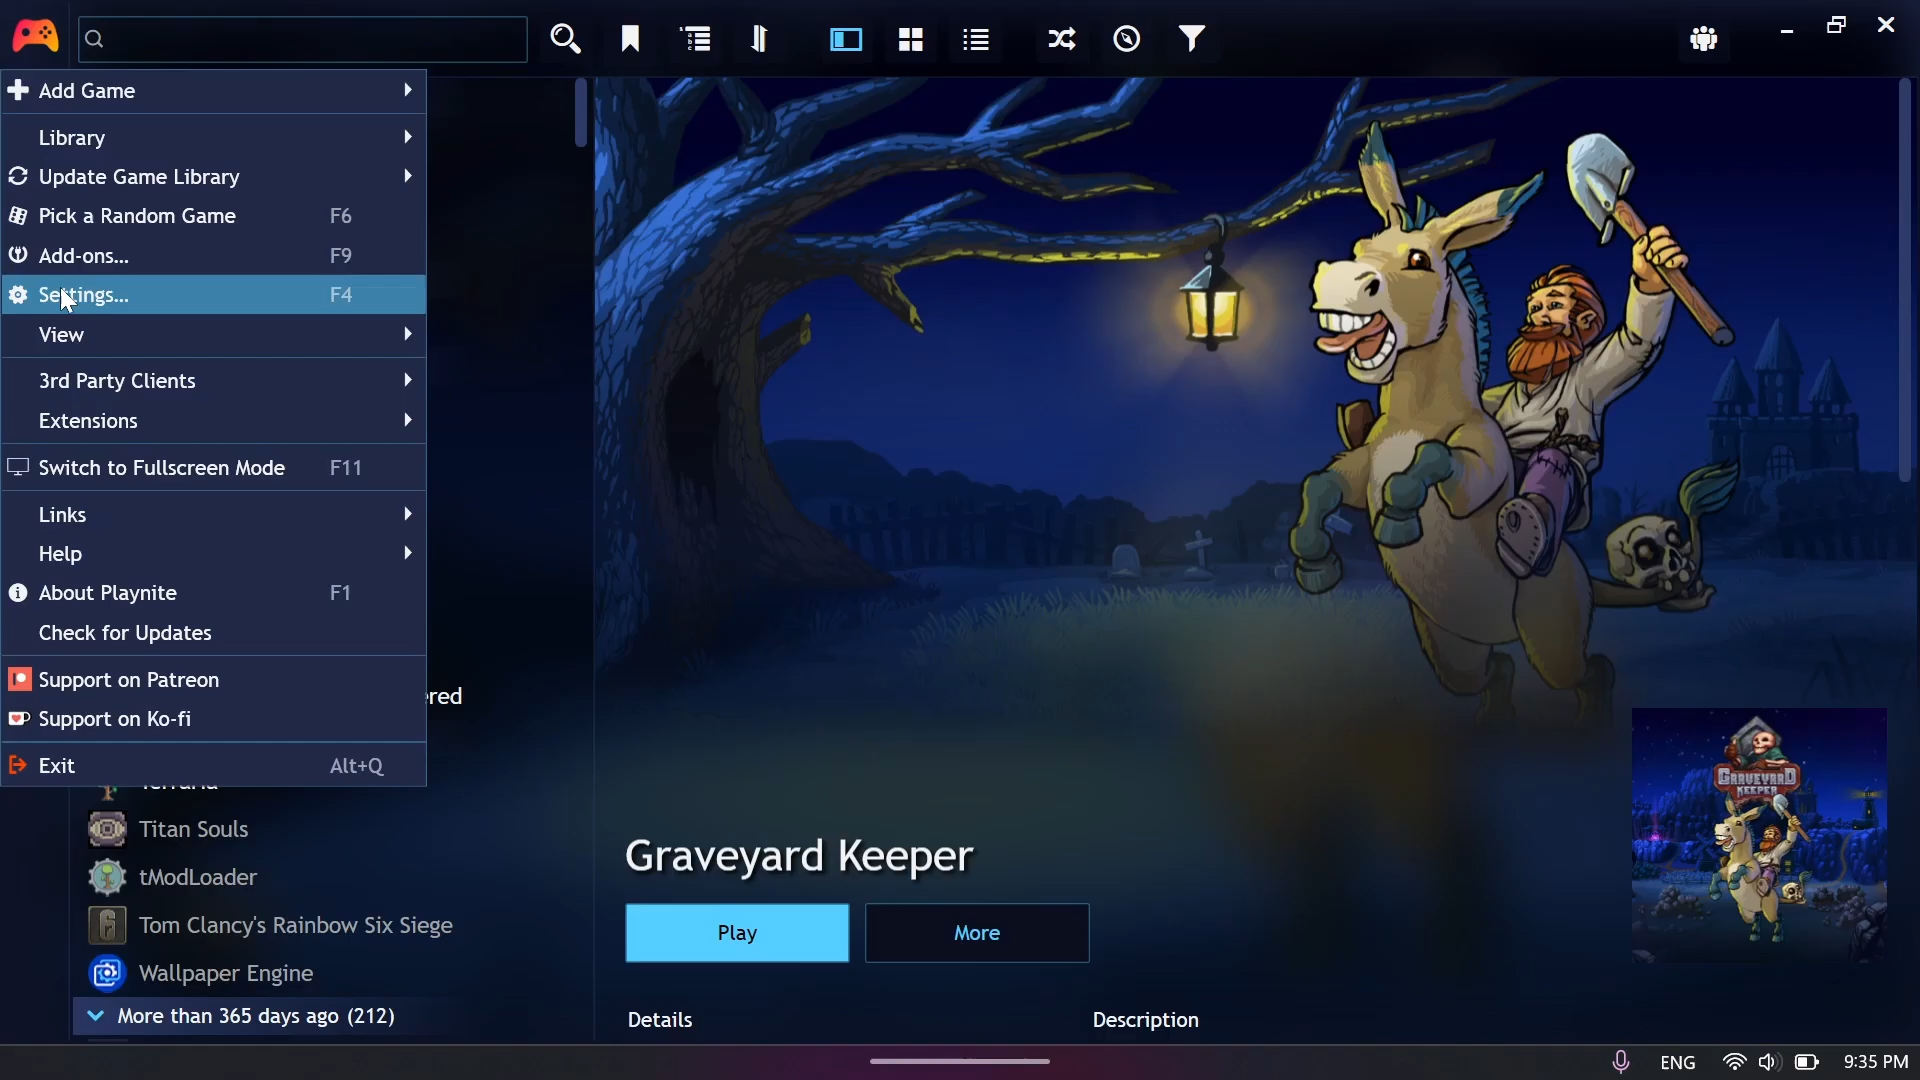 Add Game
Library
Update Game Library
Pick a Random Game F6
Add-ons... F9
Settings... F4
View
3rd Party Clients
Extensions
Switch to Fullscreen Mode F11
Links
Help
About Playnite F1
Check for Updates
Support on Patreon
Support on Ko-fi
Exit Alt+Q
ered
Terraria
Titan Souls
tModLoader
Tom Clancy's Rainbow Six Siege
Wallpaper Engine
More than 365 days ago (212)
Graveyard Keeper
Play More
Details Description
GRAVEYARD
KEEPER
ENG 9:35 PM